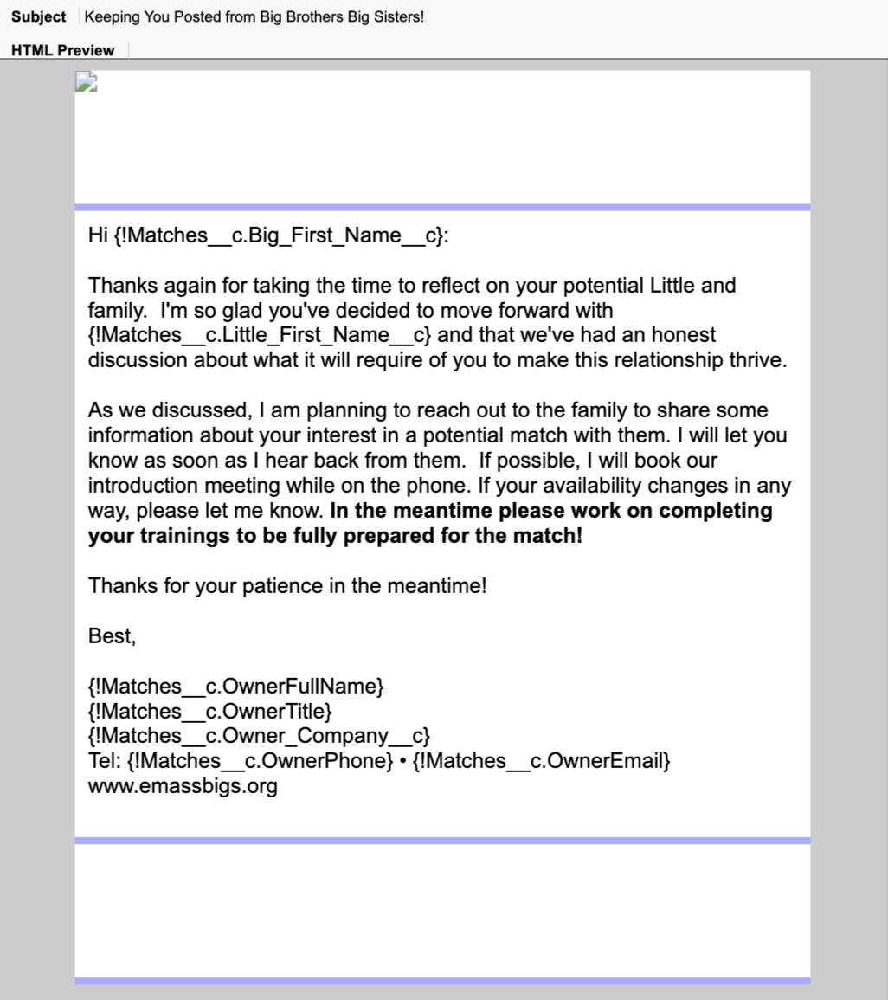 Subject Keeping You Posted from Big Brothers Big Sisters!
HTML Preview
Hi {!Matches__c.Big_First_Name__c}:
Thanks again for taking the time to reflect on your potential Little and
family.  I'm so glad you've decided to move forward with
{!Matches__c.Little_First_Name__c} and that we've had an honest
discussion about what it will require of you to make this relationship thrive.
As we discussed, I am planning to reach out to the family to share some
information about your interest in a potential match with them. I will let you
know as soon as I hear back from them.  If possible, I will book our
introduction meeting while on the phone. If your availability changes in any
way, please let me know. In the meantime please work on completing
your trainings to be fully prepared for the match!
Thanks for your patience in the meantime!
Best,
{!Matches__c.OwnerFullName}
{!Matches__c.OwnerTitle}
{!Matches__c.Owner_Company__c}
Tel: {!Matches__c.OwnerPhone} • {!Matches__c.OwnerEmail}
www.emassbigs.org